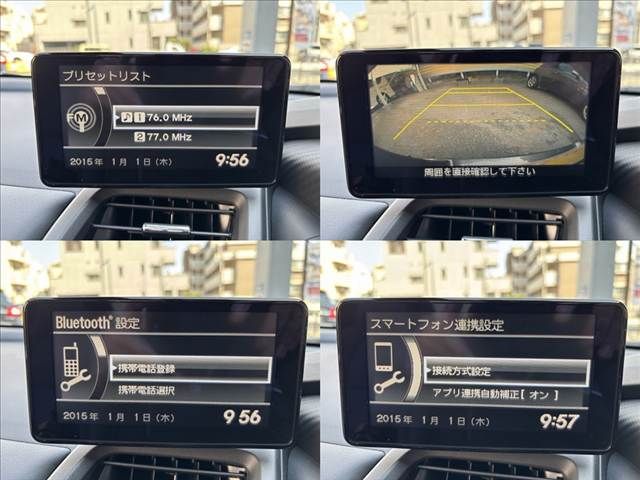 プリセットリスト
FM
♪ 1 76.0 MHz
2 77.0 MHz
2015年 1月 1日(木) 9:56
周囲を直接確認して下さい
Bluetooth® 設定
携帯電話登録
携帯電話選択
2015年 1月 1日(木) 9 56
スマートフォン連携設定
接続方式設定
アプリ連携自動補正[ オン ]
2015年 1月 1日(木) 9:57